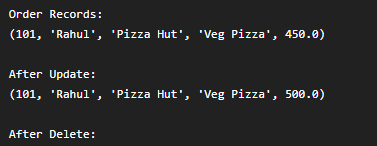 Order Records:
(101, 'Rahul', 'Pizza Hut', 'Veg Pizza', 450.0)
After Update:
(101, 'Rahul', 'Pizza Hut', 'Veg Pizza', 500.0)
After Delete: